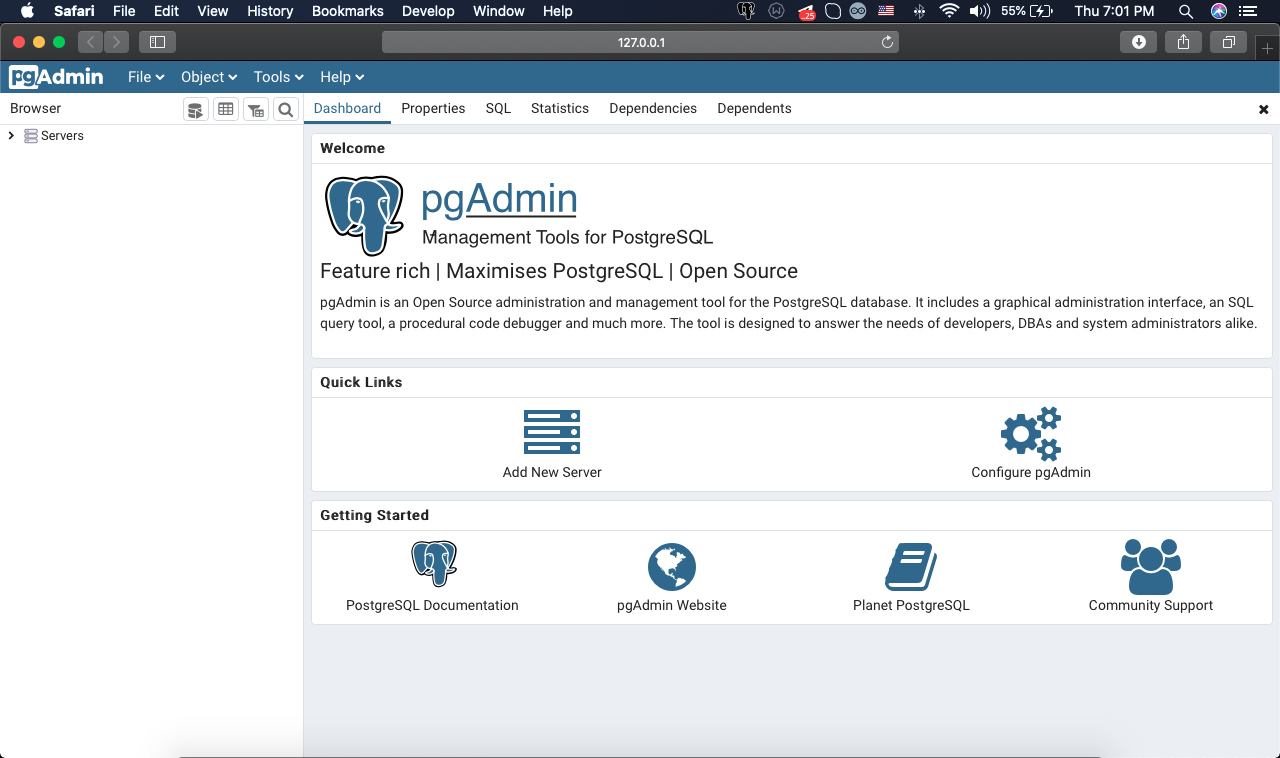 Safari File Edit View History Bookmarks Develop Window Help .25 55% Thu 7:01 PM
127.0.0.1
pgAdmin File Object Tools Help
Browser Dashboard Properties SQL Statistics Dependencies Dependents
Servers
Welcome
pgAdmin
Management Tools for PostgreSQL
Feature rich | Maximises PostgreSQL | Open Source
pgAdmin is an Open Source administration and management tool for the PostgreSQL database. It includes a graphical administration interface, an SQL
query tool, a procedural code debugger and much more. The tool is designed to answer the needs of developers, DBAs and system administrators alike.
Quick Links
Add New Server Configure pgAdmin
Getting Started
PostgreSQL Documentation pgAdmin Website Planet PostgreSQL Community Support